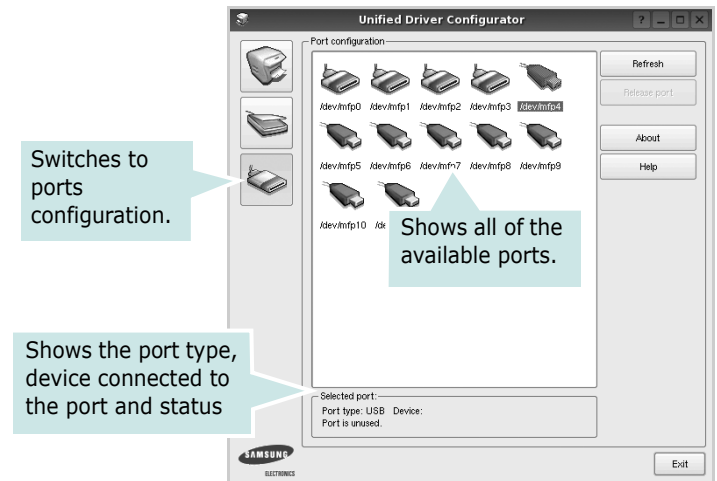 Unified Driver Configurator
Port configuration
/dev/mfp0 /dev/mfp1 /dev/mfp2 /dev/mfp3 /dev/mfp4
/dev/mfp5 /dev/mfp6 /dev/mfp7 /dev/mfp8 /dev/mfp9
/dev/mfp10
Refresh
Release port
About
Help
Switches to
ports
configuration.
Shows all of the
available ports.
Shows the port type,
device connected to
the port and status
Selected port:
Port type: USB Device:
Port is unused.
SAMSUNG
ELECTRONICS
Exit